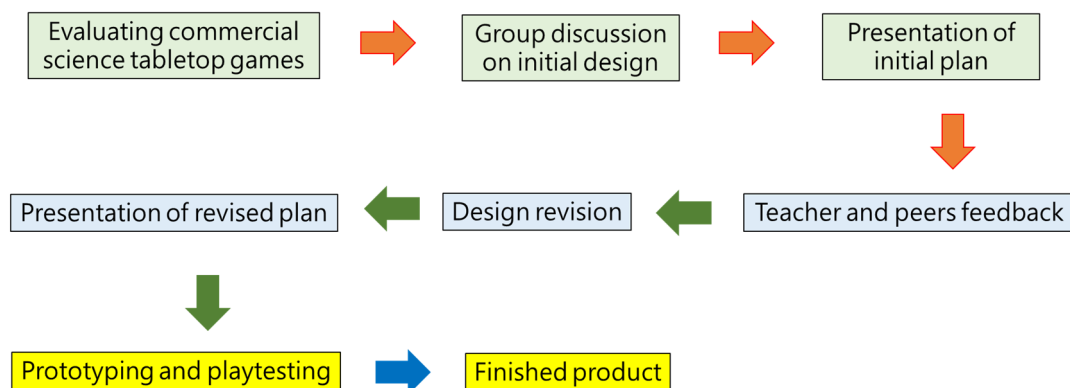 Evaluating commercial
science tabletop games
Group discussion
on initial design
Presentation of
initial plan
Teacher and peers feedback
Design revision
Presentation of revised plan
Prototyping and playtesting
Finished product